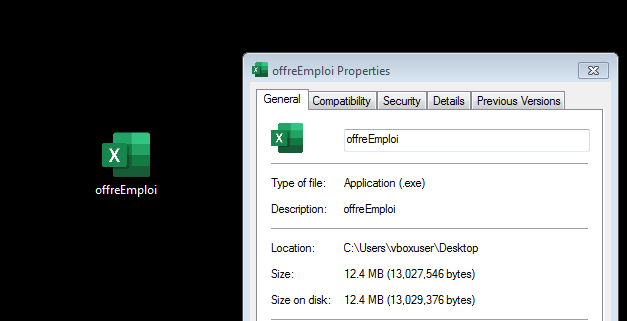 offreEmploi Properties
General Compatibility Security Details Previous Versions
X
offreEmploi
X
offreEmploi
Type of file: Application (.exe)
Description: offreEmploi
Location: C:\Users\vboxuser\Desktop
Size: 12.4 MB (13,027,546 bytes)
Size on disk: 12.4 MB (13,029,376 bytes)